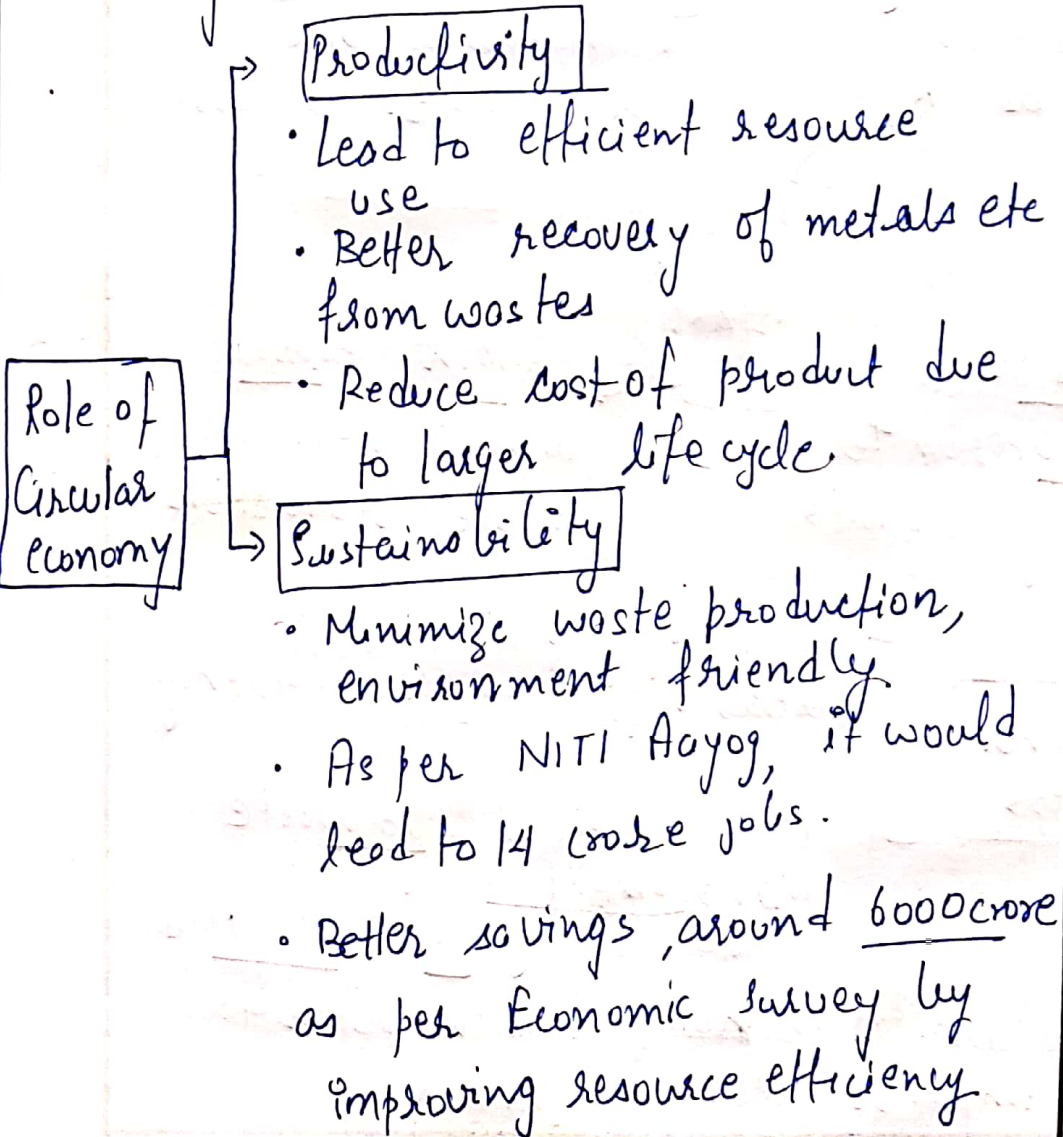 Productivity
• Lead to efficient resource
use
• Better recovery of metals etc
from wastes
• Reduce cost of product due
to larger life cycle
Role of
Circular
economy
Sustainability
• Minimize waste production,
environment friendly
• As per NITI Aayog, it would
lead to 14 crore jobs.
• Better savings, around 6000 crore
as per Economic Survey by
improving resource efficiency